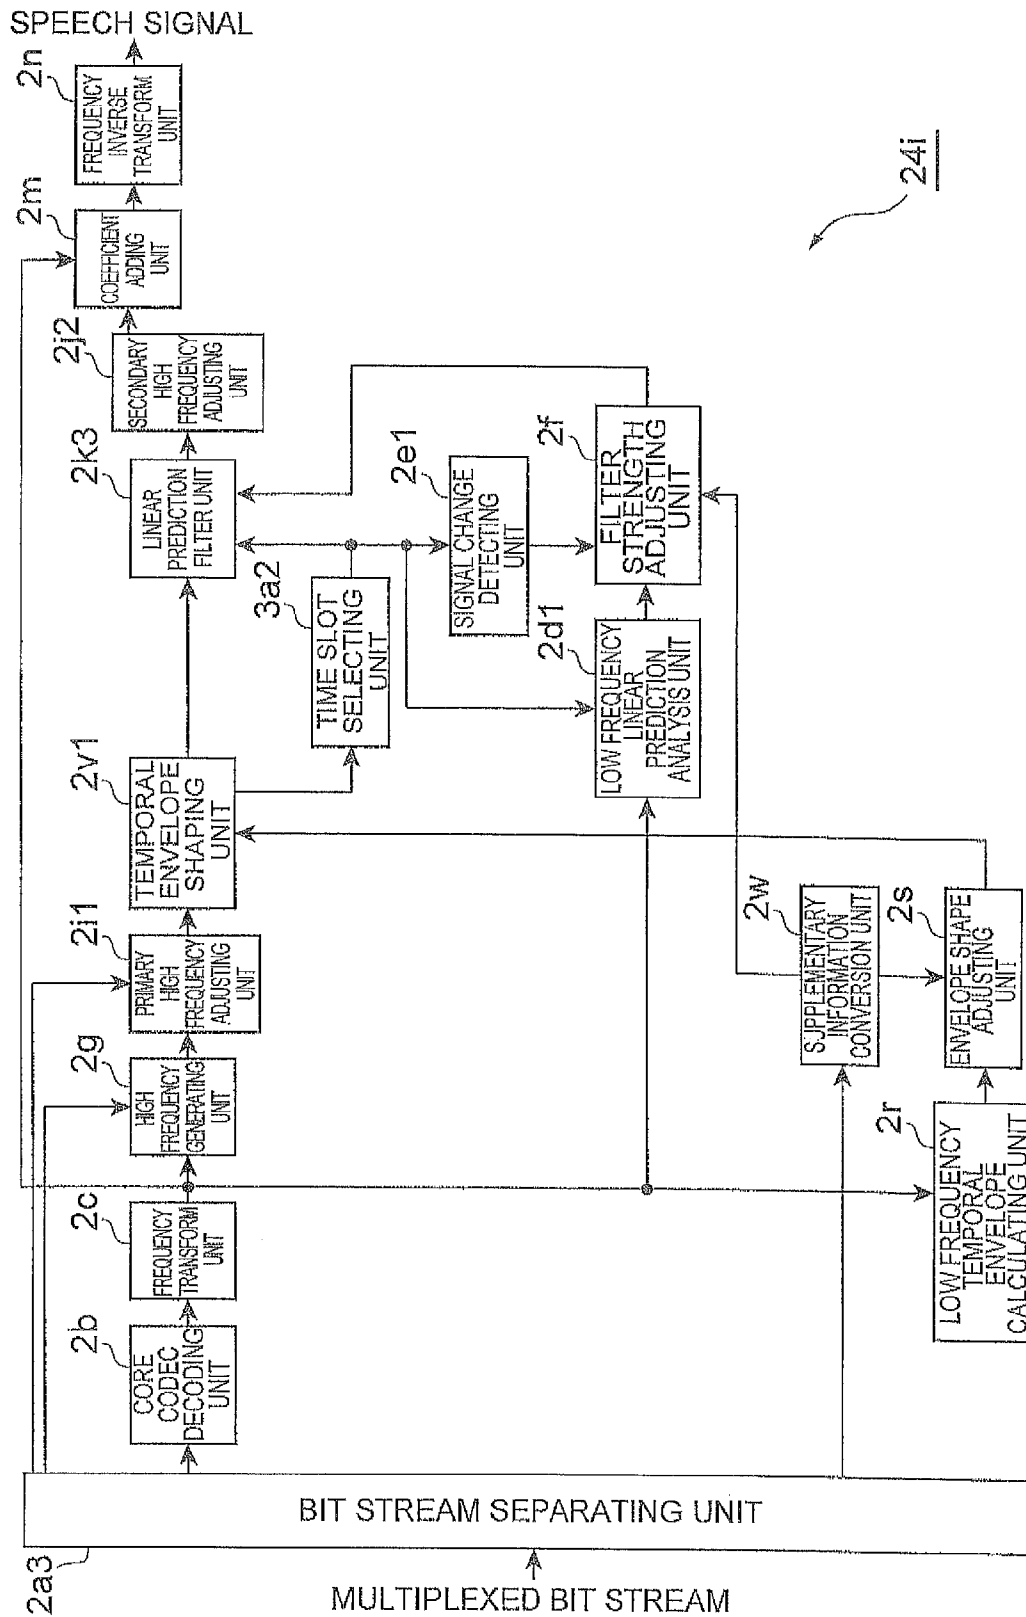 SPEECH SIGNAL
2n
FREQUENCY
INVERSE
TRANSFORM
UNIT
2m
COEFFICIENT
ADDING
UNIT
24i
2j2
SECONDARY
HIGH
FREQUENCY
ADJUSTING
UNIT
2k3
LINEAR
PREDICTION
FILTER UNIT
3a2
TIME SLOT
SELECTING
UNIT
2e1
SIGNAL CHANGE
DETECTING
UNIT
2f
FILTER
STRENGTH
ADJUSTING
UNIT
2d1
LOW FREQUENCY
LINEAR
PREDICTION
ANALYSIS UNIT
2v1
TEMPORAL
ENVELOPE
SHAPING
UNIT
2i1
PRIMARY
HIGH
FREQUENCY
ADJUSTING
UNIT
2w
SUPPLEMENTARY
INFORMATION
CONVERSION UNIT
2s
ENVELOPE SHAPE
ADJUSTING
UNIT
2g
HIGH
FREQUENCY
GENERATING
UNIT
2r
LOW FREQUENCY
TEMPORAL
ENVELOPE
CALCULATING UNIT
2c
FREQUENCY
TRANSFORM
UNIT
2b
CORE
CODEC
DECODING
UNIT
BIT STREAM SEPARATING UNIT
2a3
MULTIPLEXED BIT STREAM